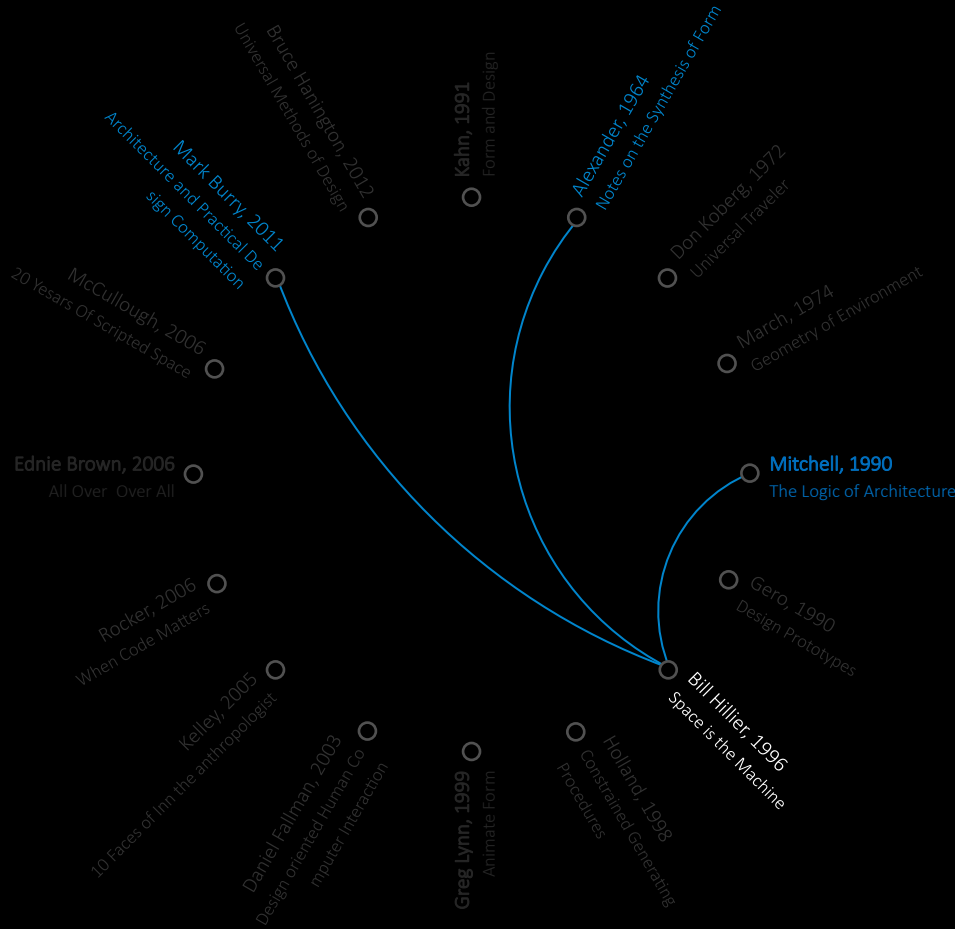 Kahn, 1991
Form and Design
Alexander, 1964
Notes on the Synthesis of Form
Don Koberg, 1972
Universal Traveler
March, 1974
Geometry of Environment
Mitchell, 1990
The Logic of Architecture
Gero, 1990
Design Prototypes
Bill Hillier, 1996
Space is the Machine
Holland, 1998
Constrained Generating
Procedures
Greg Lynn, 1999
Animate Form
Daniel Fallman, 2003
Design oriented Human Co
mputer Interaction
Kelley, 2005
10 Faces of Inn the anthropologist
Rocker, 2006
When Code Matters
Ednie Brown, 2006
All Over  Over All
McCullough, 2006
20 Yesars Of Scripted Space
Mark Burry, 2011
Architecture and Practical De
sign Computation
Bruce Hanington, 2012
Universal Methods of Design